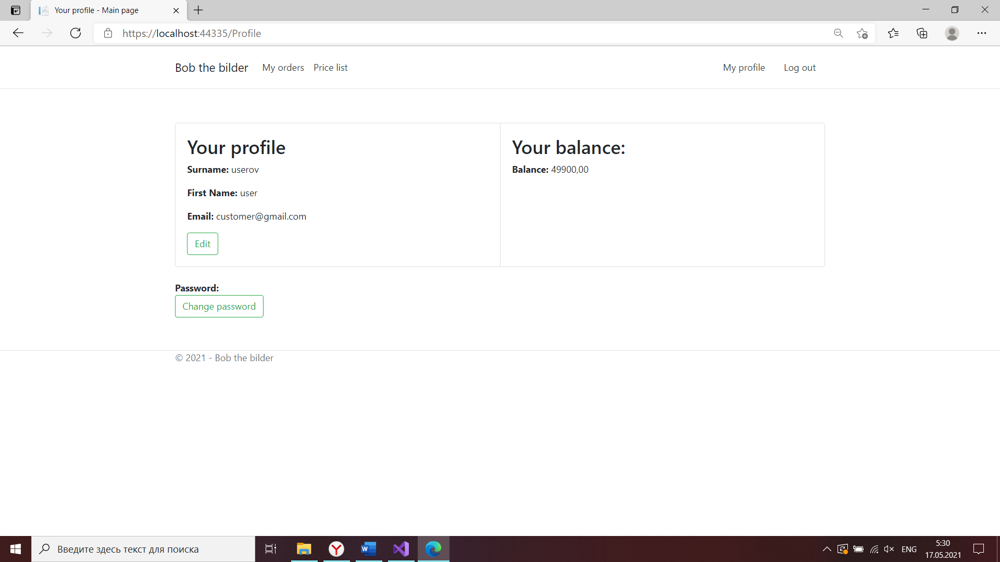 Your profile - Main page
https://localhost:44335/Profile
Bob the bilder My orders Price list My profile Log out
Your profile
Surname: userov
First Name: user
Email: customer@gmail.com
Edit
Your balance:
Balance: 49900,00
Password:
Change password
© 2021 - Bob the bilder
Введите здесь текст для поиска
W
ENG
5:30
17.05.2021